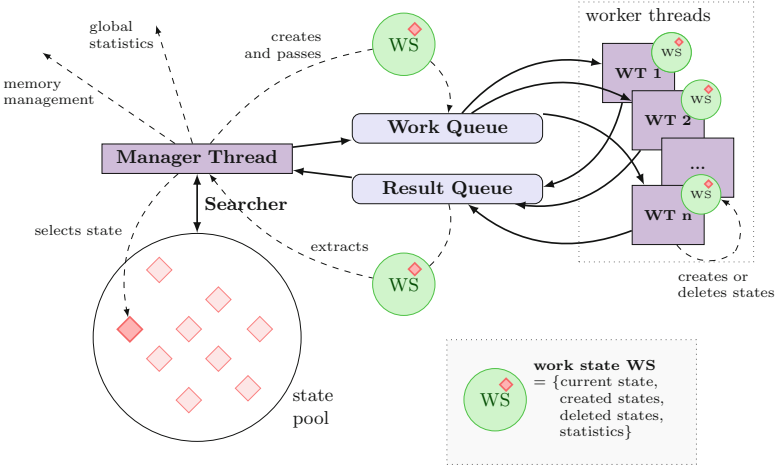 global
statistics
creates
and passes
WS
worker threads
WS
WT 1
memory
management
WS
WT 2
Work Queue
Manager Thread
...
Result Queue
WS
WT n
Searcher
selects state
extracts
WS
creates or
deletes states
work state WS
WS
= {current state,
created states,
deleted states,
statistics}
state
pool